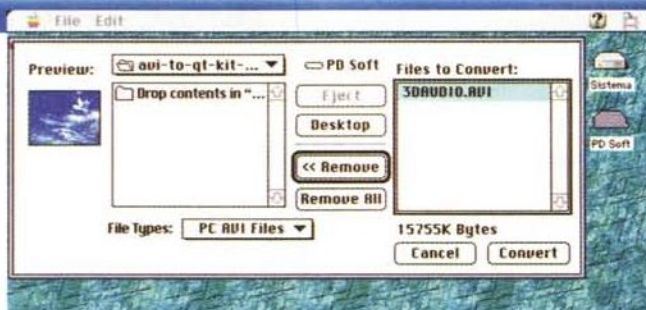 File Edit
Preview:
avi-to-qt-kit-...
PD Soft
Files to Convert:
Drop contents in “...
Eject
Desktop
<< Remove
Remove All
3DAUDIO.AVI
File Types:
PC AVI Files
15755K Bytes
Cancel
Convert
Sistema
PD Soft